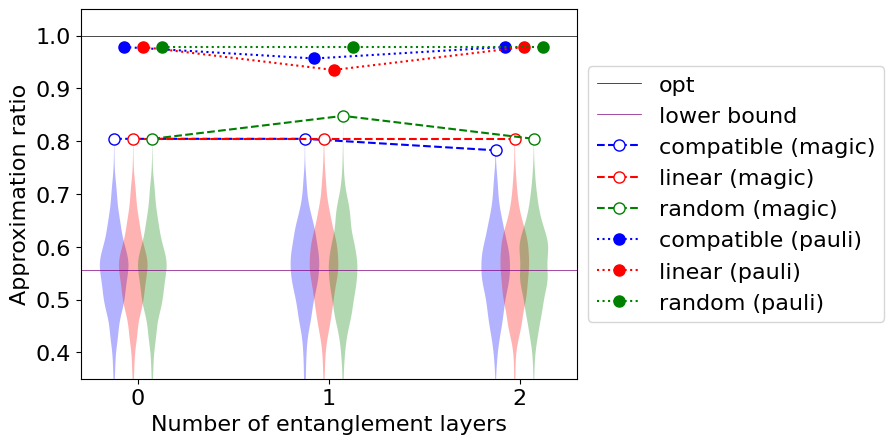 1.0
0.9
0.8
0.7
0.6
0.5
0.4
Approximation ratio
0 1 2
Number of entanglement layers
opt
lower bound
compatible (magic)
linear (magic)
random (magic)
compatible (pauli)
linear (pauli)
random (pauli)